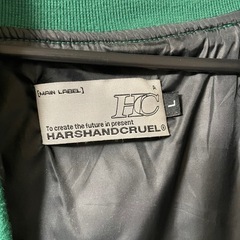 [MAIN LABEL]
HC
L
To create the future in present
HARSHANDCRUEL®